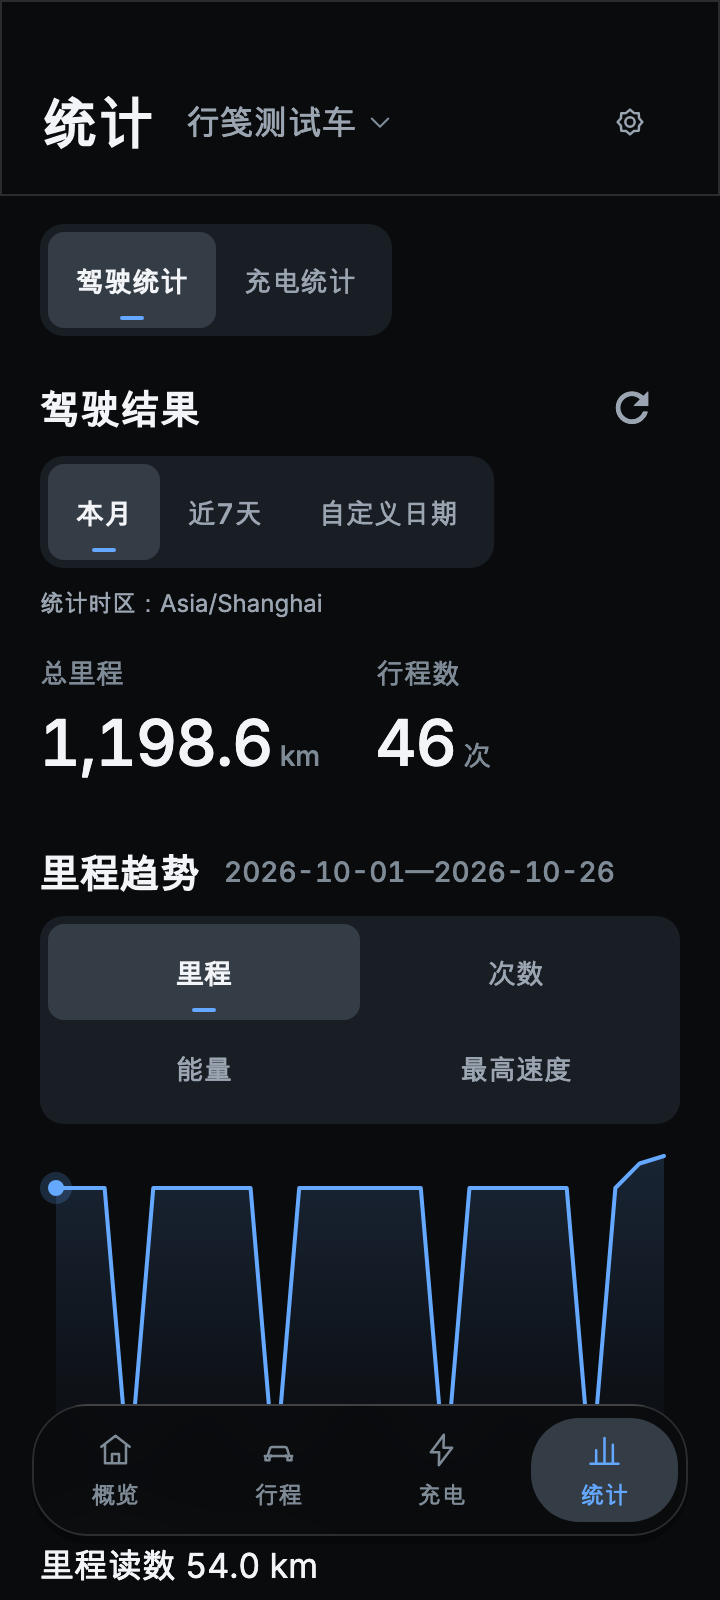 统计 行笺测试车
驾驶统计 充电统计
驾驶结果
本月 近7天 自定义日期
统计时区：Asia/Shanghai
总里程 行程数
1,198.6 km 46 次
里程趋势 2026-10-01—2026-10-26
里程 次数
能量 最高速度
概览 行程 充电 统计
里程读数 54.0 km